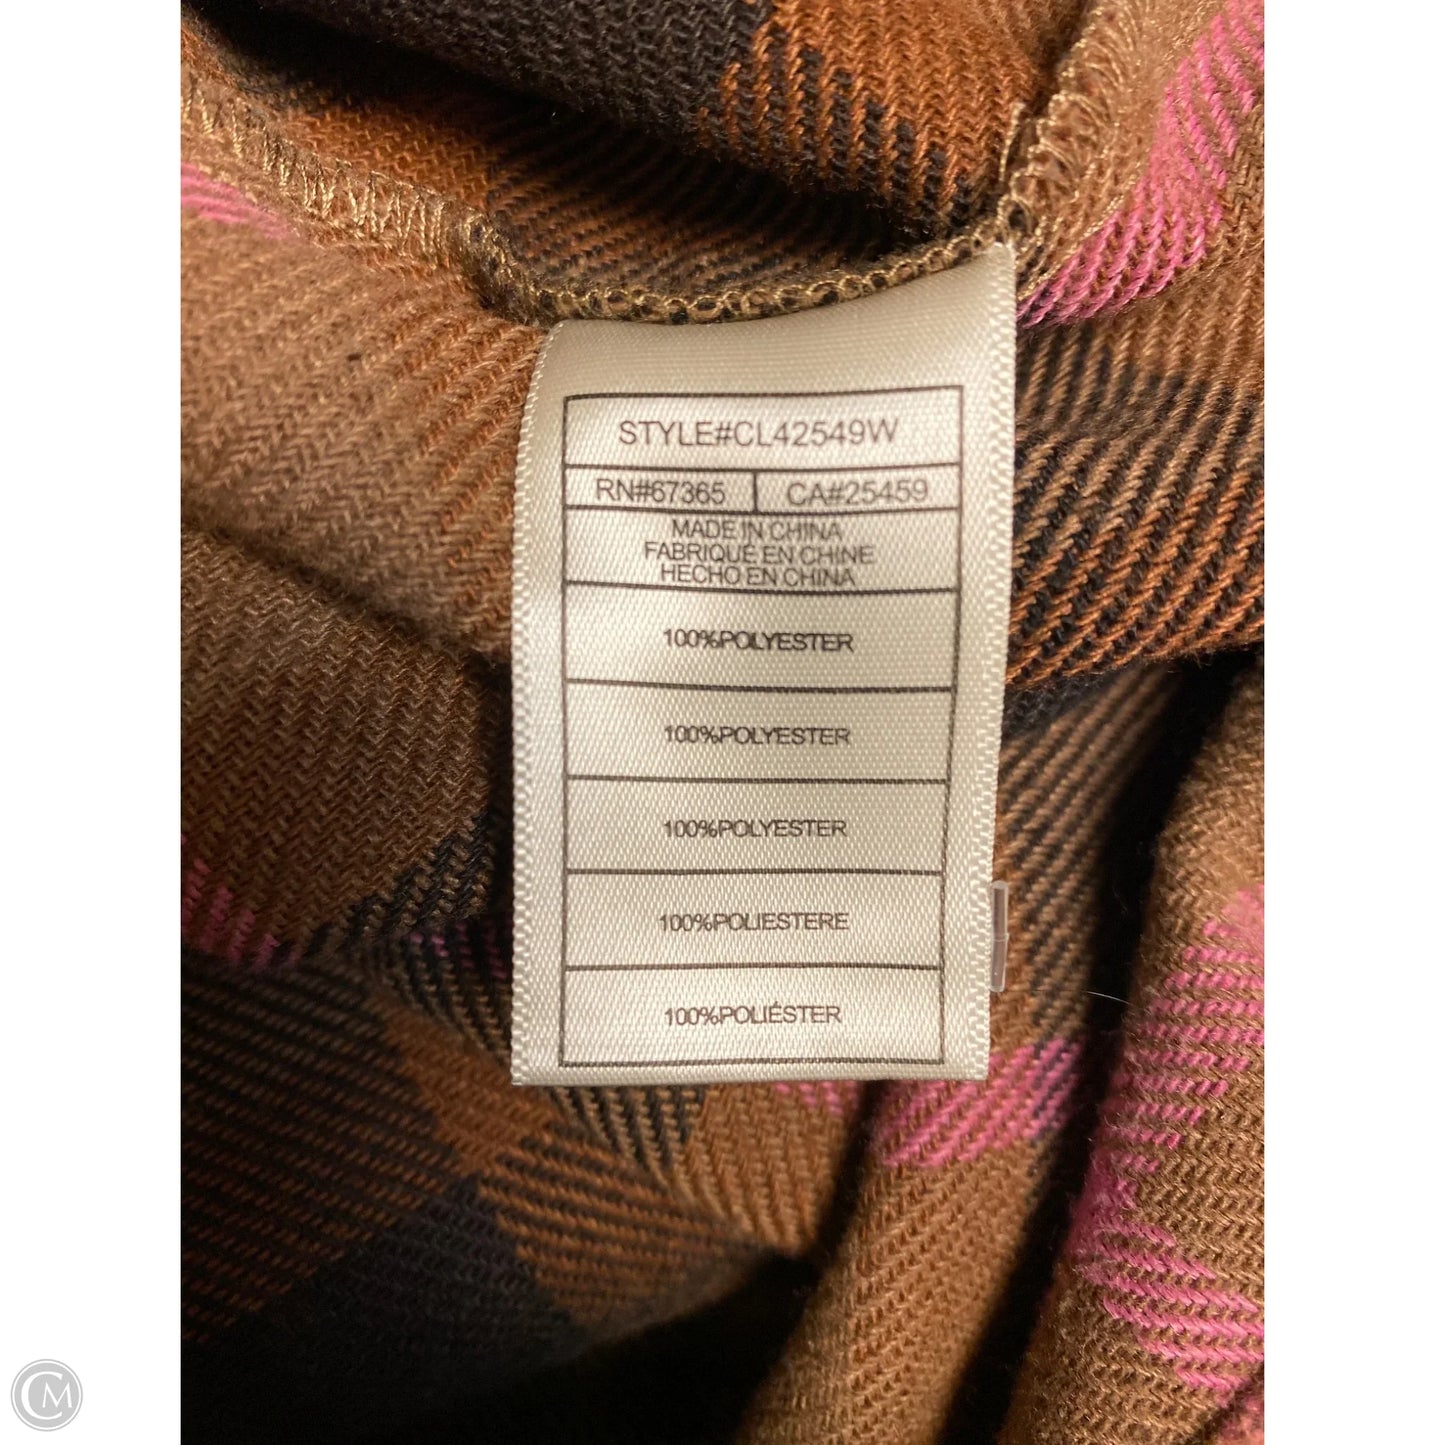 STYLE#CL42549W
RN#67365 CA#25459
MADE IN CHINA
FABRIQUÉ EN CHINE
HECHO EN CHINA
100%POLYESTER
100%POLYESTER
100%POLYESTER
100%POLIESTERE
100%POLIÉSTER
CM